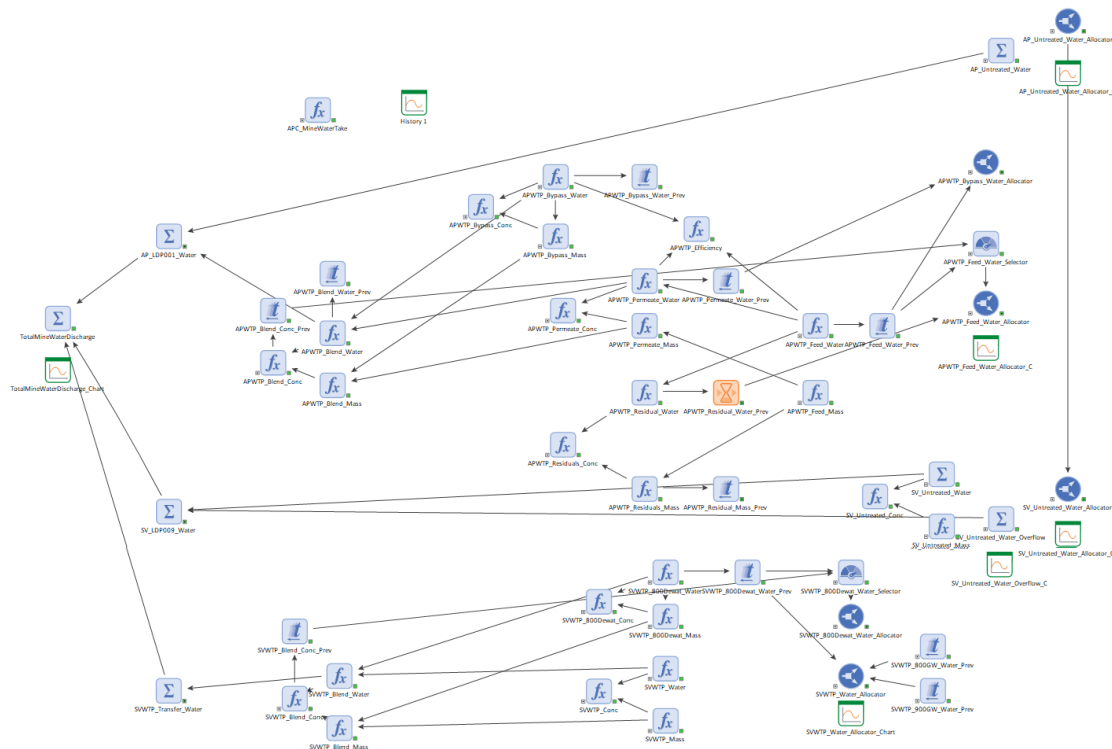 AP_Untreated_Water_Allocator
AP_Untreated_Water
AP_Untreated_Water_Allocator_
APC_MineWaterTake
History 1
APWTP_Bypass_Water
APWTP_Bypass_Water_Prev
APWTP_Bypass_Water_Allocator
APWTP_Bypass_Conc
APWTP_Bypass_Mass
APWTP_Efficiency
AP_LDP001_Water
APWTP_Feed_Water_Selector
APWTP_Blend_Water_Prev
APWTP_Permeate_Water
APWTP_Permeate_Water_Prev
APWTP_Blend_Conc_Prev
APWTP_Permeate_Conc
APWTP_Feed_Water_Allocator
TotalMineWaterDischarge
APWTP_Blend_Water
APWTP_Permeate_Mass
APWTP_Feed_Water
APWTP_Feed_Water_Prev
APWTP_Blend_Conc
APWTP_Feed_Water_Allocator_C
TotalMineWaterDischarge_Chart
APWTP_Blend_Mass
APWTP_Residual_Water
APWTP_Residual_Water_Prev
APWTP_Feed_Mass
APWTP_Residuals_Conc
SV_Untreated_Water
APWTP_Residuals_Mass
APWTP_Residual_Mass_Prev
SV_Untreated_Water_Allocator
SV_Untreated_Conc
SV_LDP009_Water
SV_Untreated_Water_Overflow
SV_Untreated_Mass
SV_Untreated_Water_Allocator_C
SV_Untreated_Water_Overflow_C
SVWTP_800Dewat_Water
SVWTP_800Dewat_Water_Prev
SVWTP_800Dewat_Water_Selector
SVWTP_800Dewat_Conc
SVWTP_800Dewat_Mass
SVWTP_800Dewat_Water_Allocator
SVWTP_Blend_Conc_Prev
SVWTP_800GW_Water_Prev
SVWTP_Water
SVWTP_Blend_Water
SVWTP_Water_Allocator
SVWTP_Transfer_Water
SVWTP_Blend_Conc
SVWTP_Conc
SVWTP_900GW_Water_Prev
SVWTP_Water_Allocator_Chart
SVWTP_Mass
SVWTP_Blend_Mass